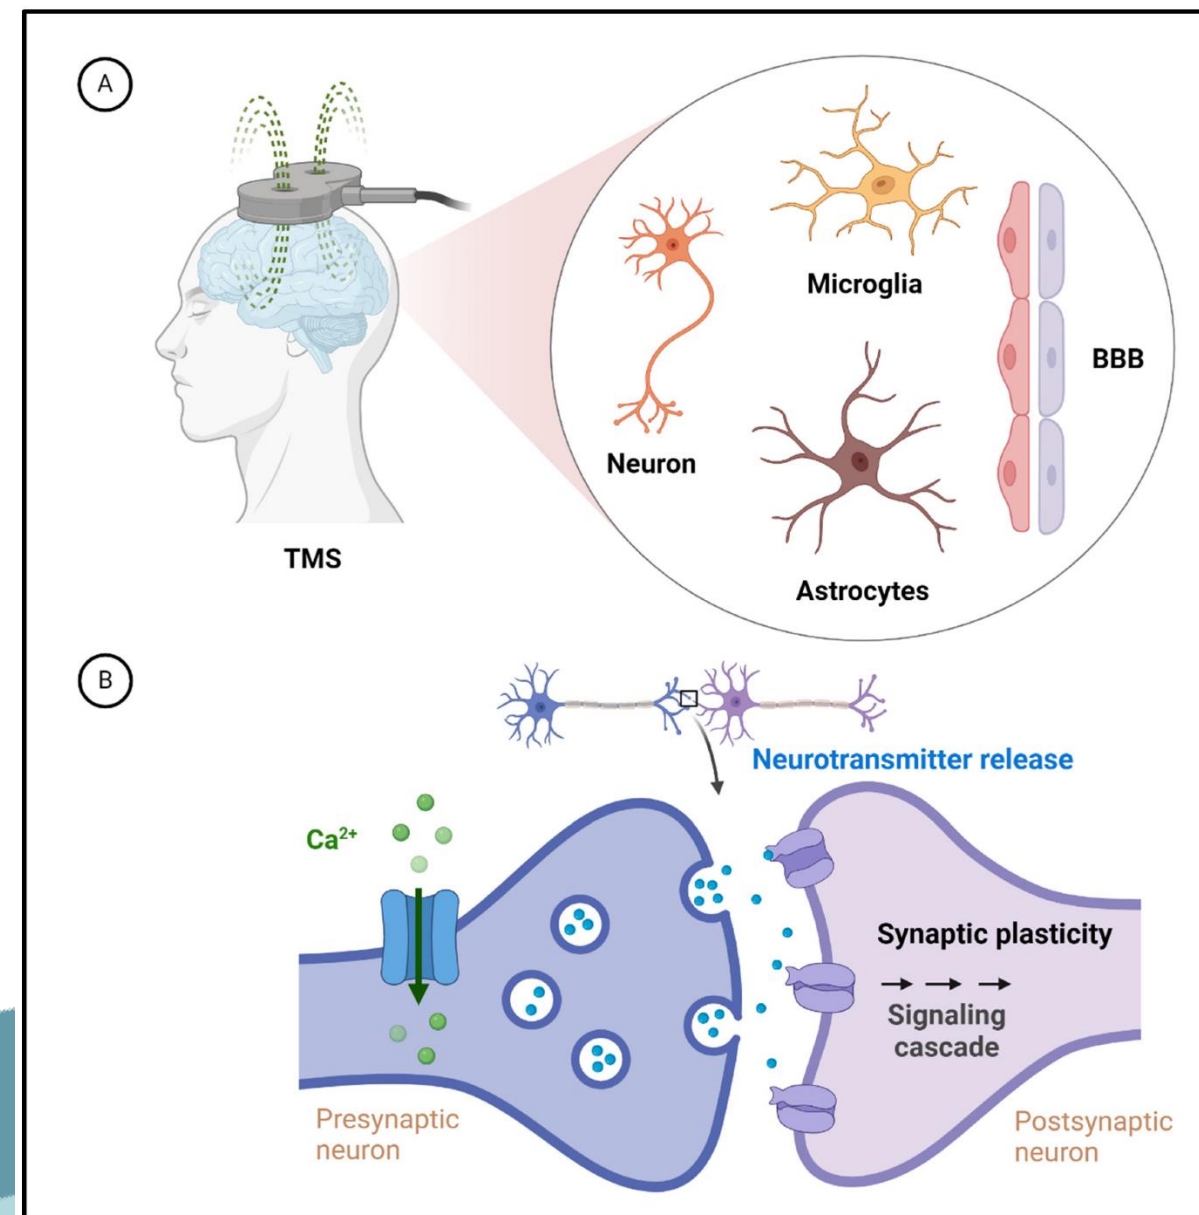 A
Microglia
BBB
Neuron
TMS
Astrocytes
B
Neurotransmitter release
Ca²⁺
Synaptic plasticity
Signaling
cascade
Presynaptic
neuron
Postsynaptic
neuron